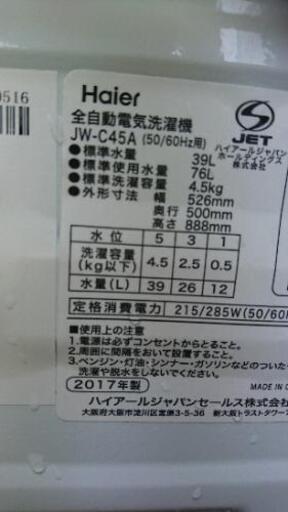 0516
Haier
全自動電気洗濯機
JW-C45A (50/60Hz用)
JET
ハイアールジャパン
ホールディングス
株式会社
●標準水量 39L
●標準使用水量 76L
●標準洗濯容量 4.5kg
●外形寸法 幅 526mm
奥行 500mm
高さ 888mm
水位 5 3 1
洗濯容量(kg以下) 4.5 2.5 0.5
水量(L) 39 26 12
定格消費電力 215/285W(50/60
■使用上の注意
1.電源は必ずコンセントからとること。
2.周囲に間隔をおいて設置すること。
3.ベンジン・灯油・シンナー・ガソリンなどのついた
洗濯や脱水をしないこと。
2017年製
MADE IN
ハイアールジャパンセールス株式会
大阪府大阪市淀川区宮原3-5-36 新大阪トラストタワー